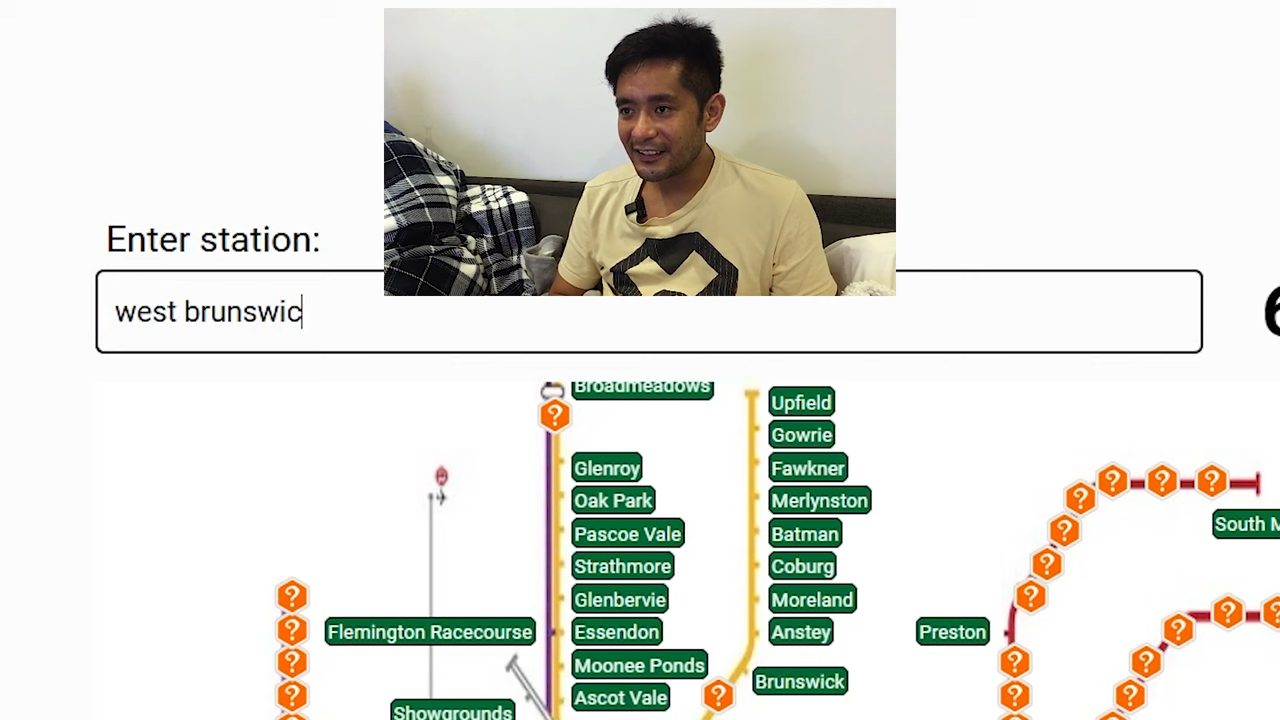 Enter station:
west brunswic
Broadmeadows
Upfield
Gowrie
Glenroy
Fawkner
Oak Park
Merlynston
South M
Pascoe Vale
Batman
Strathmore
Coburg
Glenbervie
Moreland
Flemington Racecourse
Essendon
Anstey
Preston
Moonee Ponds
Brunswick
Ascot Vale
Showgrounds